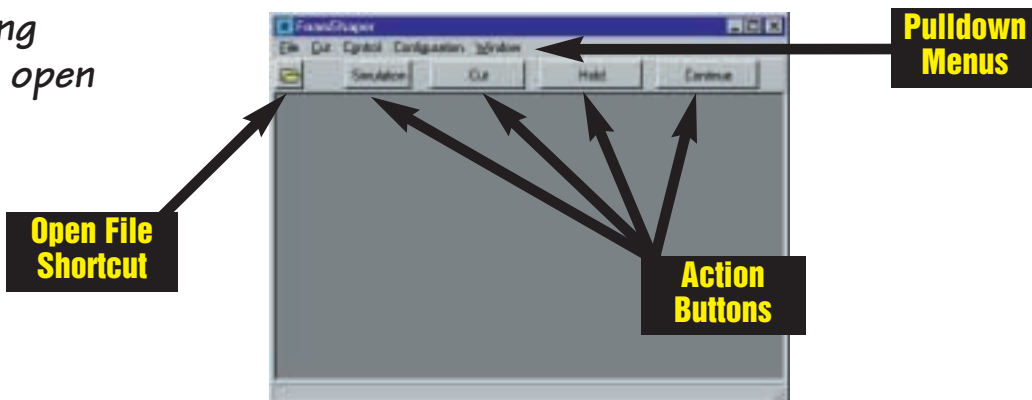 ng
open
FoamShaper
File Cut Control Configuration Window
Simulation Cut Hold Continue
Pulldown
Menus
Open File
Shortcut
Action
Buttons